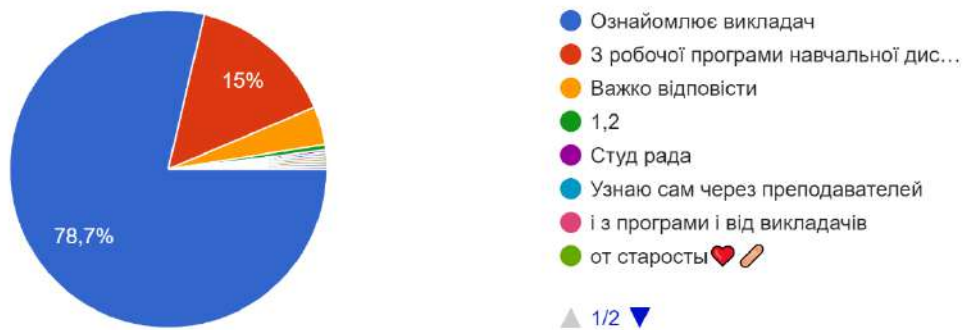 15%
78,7%
Ознайомлює викладач
З робочої програми навчальної дис...
Важко відповісти
1,2
Студ рада
Узнаю сам через преподавателей
і з програми і від викладачів
от старосты❤️🩹
1/2